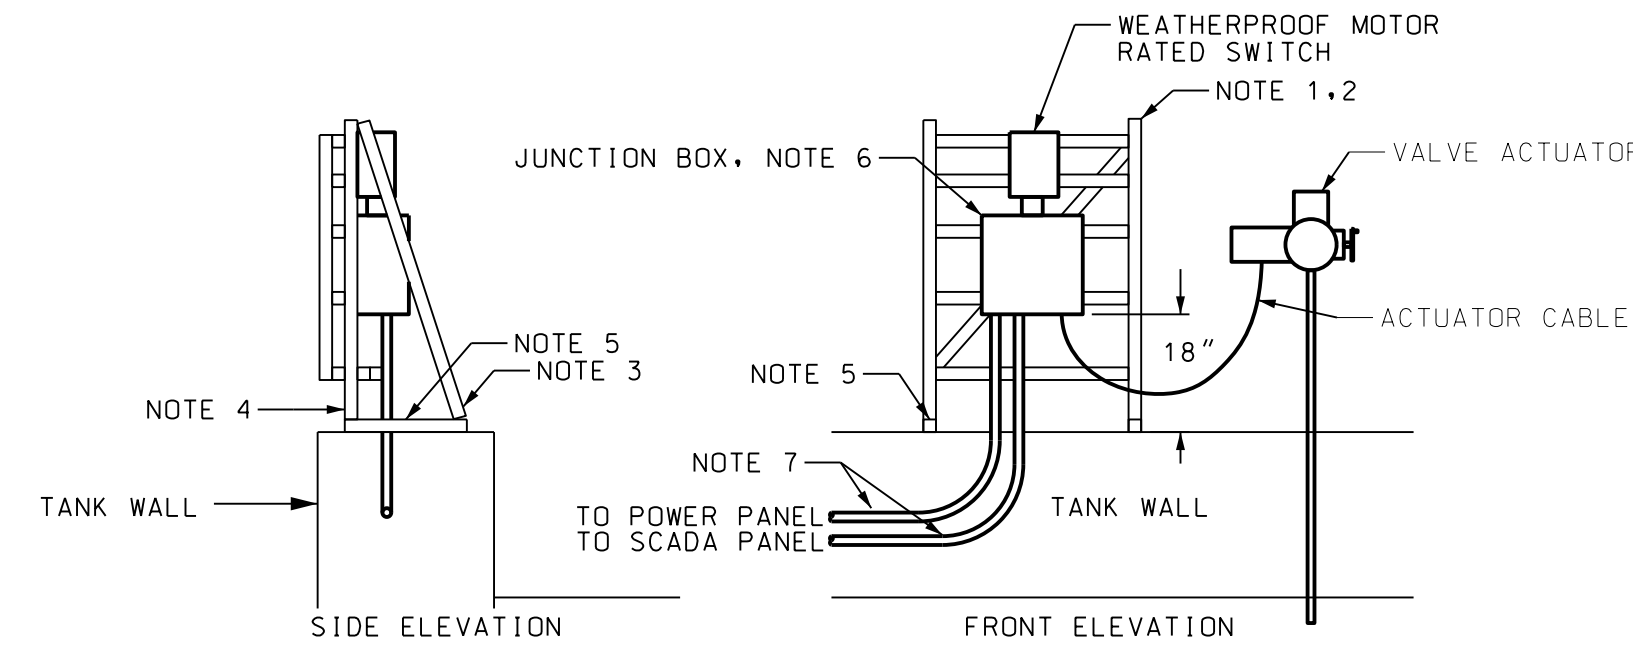 WEATHERPROOF MOTOR
RATED SWITCH
NOTE 1,2
JUNCTION BOX, NOTE 6
VALVE ACTUATOR
ACTUATOR CABLE
18"
NOTE 5
NOTE 3
NOTE 5
NOTE 4
NOTE 7
TANK WALL
TANK WALL
TO POWER PANEL
TO SCADA PANEL
SIDE ELEVATION
FRONT ELEVATION